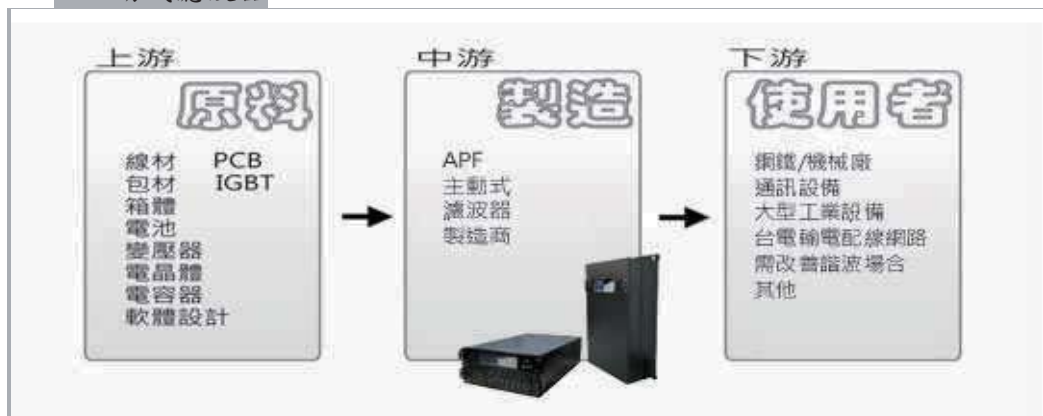 上游
原料
線材 PCB
包材 IGBT
箱體
電池
變壓器
電晶體
電容器
軟體設計
中游
製造
APF
主動式
濾波器
製造商
下游
使用者
鋼鐵/機械廠
通訊設備
大型工業設備
台電輸電配線網路
需改善諧波場合
其他